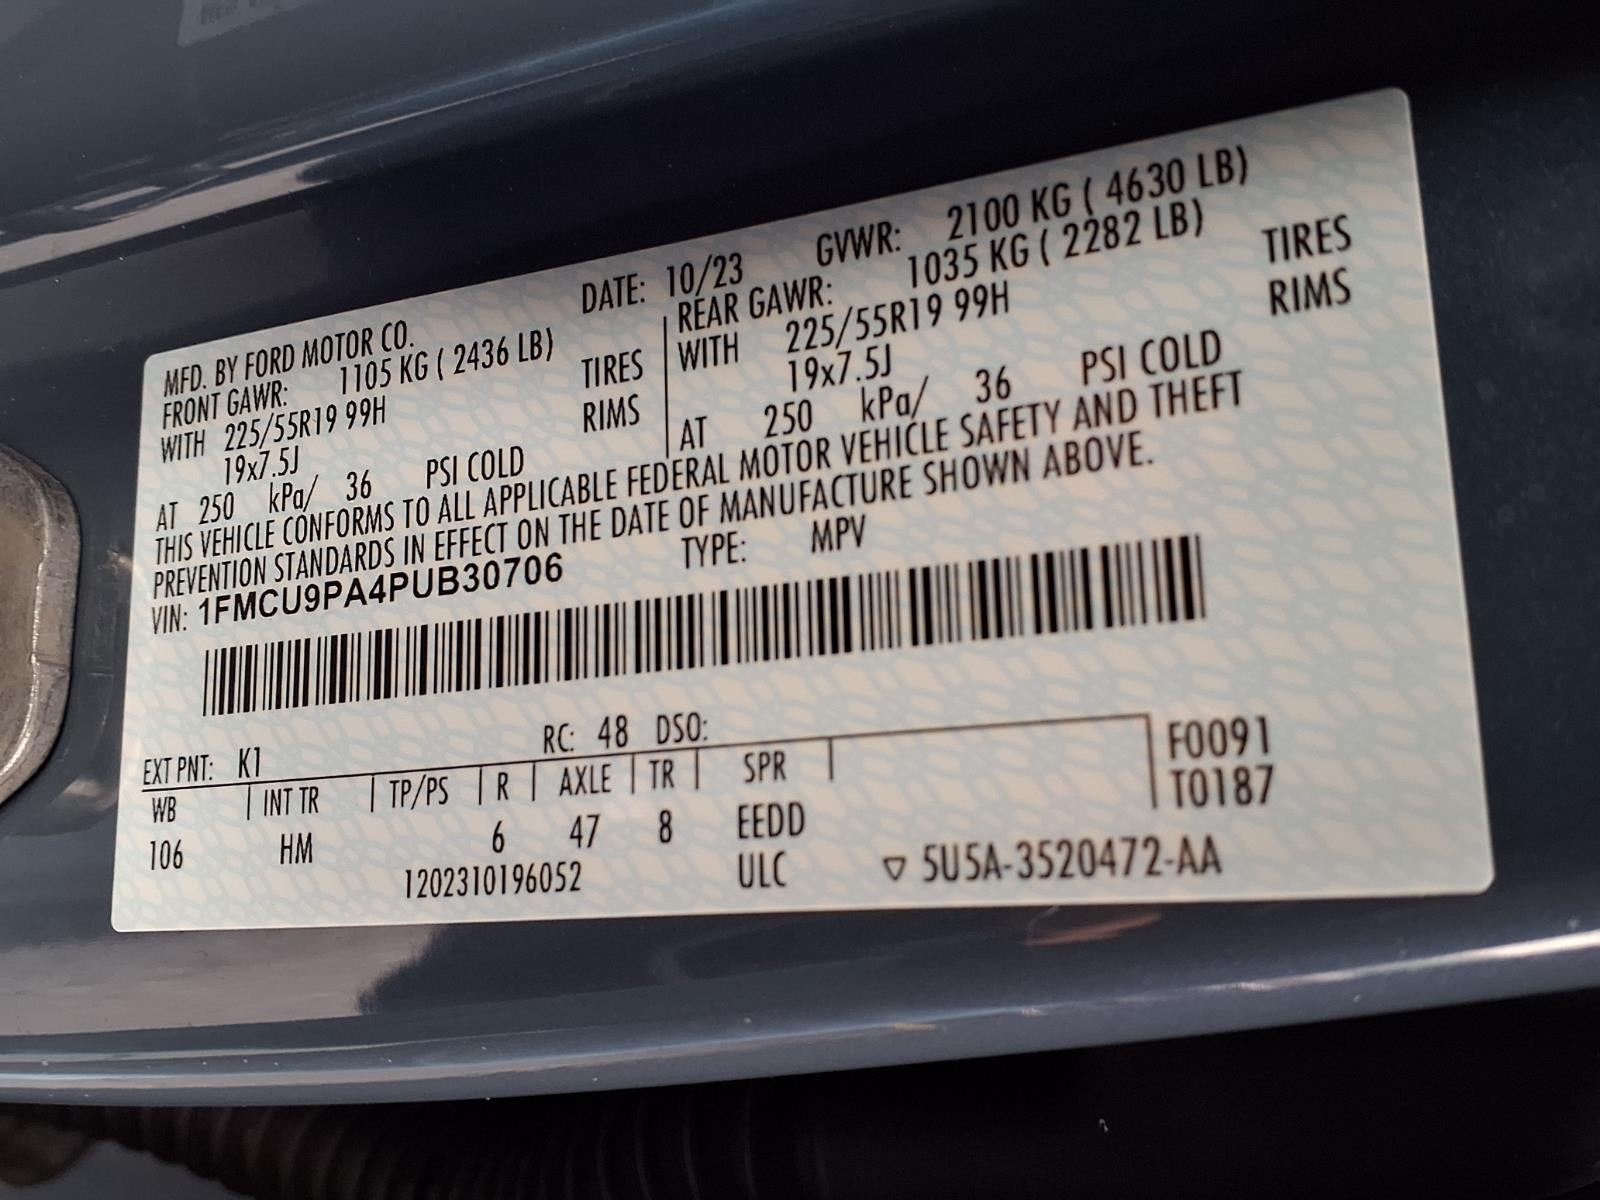 MFD. BY FORD MOTOR CO. DATE: 10/23 GVWR: 2100 KG ( 4630 LB)
FRONT GAWR: 1105 KG ( 2436 LB) REAR GAWR: 1035 KG ( 2282 LB)
WITH 225/55R19 99H TIRES WITH 225/55R19 99H TIRES
19x7.5J RIMS 19x7.5J RIMS
AT 250 kPa/ 36 PSI COLD AT 250 kPa/ 36 PSI COLD
THIS VEHICLE CONFORMS TO ALL APPLICABLE FEDERAL MOTOR VEHICLE SAFETY AND THEFT
PREVENTION STANDARDS IN EFFECT ON THE DATE OF MANUFACTURE SHOWN ABOVE.
VIN: 1FMCU9PA4PUB30706 TYPE: MPV
EXT PNT: K1 RC: 48 DSO: F0091
WB INT TR TP/PS R AXLE TR SPR T0187
106 HM 6 47 8 EEDD
1202310196052 ULC ▽ 5U5A-3520472-AA